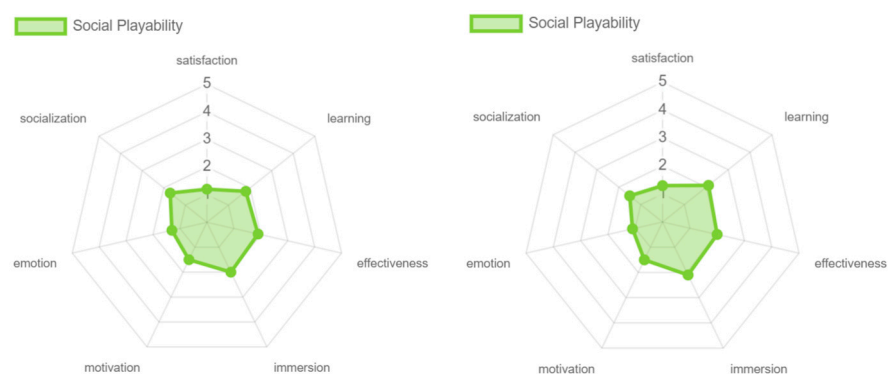 Social Playability
satisfaction
5
socialization
4
learning
3
2
1
emotion
effectiveness
motivation
immersion
Social Playability
satisfaction
5
socialization
4
learning
3
2
1
emotion
effectiveness
motivation
immersion